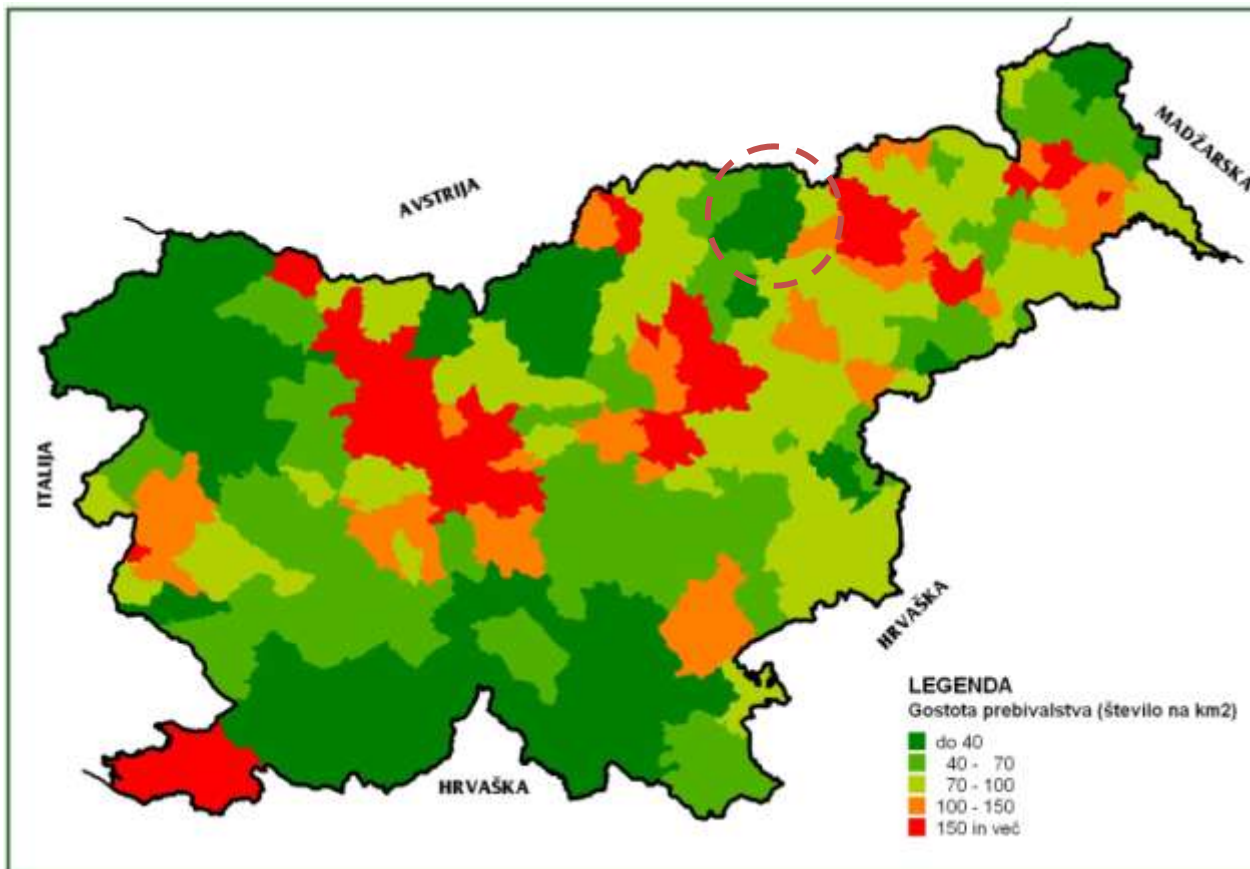 MADŽARSKA
AVSTRIJA
ITALIJA
HRVAŠKA
HRVAŠKA
LEGENDA
Gostota prebivalstva (število na km2)
do 40
40 - 70
70 - 100
100 - 150
150 in več